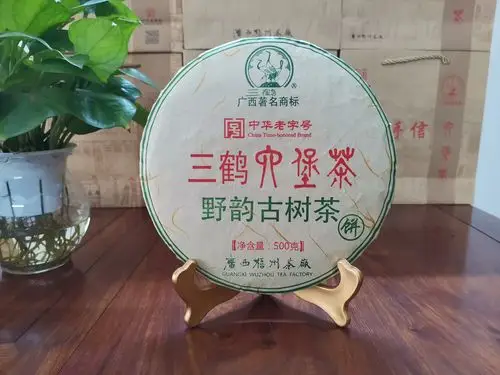 三鹤
®
广西著名商标
中华老字号
China Time-honored Brand
三鹤六堡茶
野韵古树茶
饼
【净含量：500克】
广西梧州茶厂
GUANGXI WUZHOU TEA FACTORY